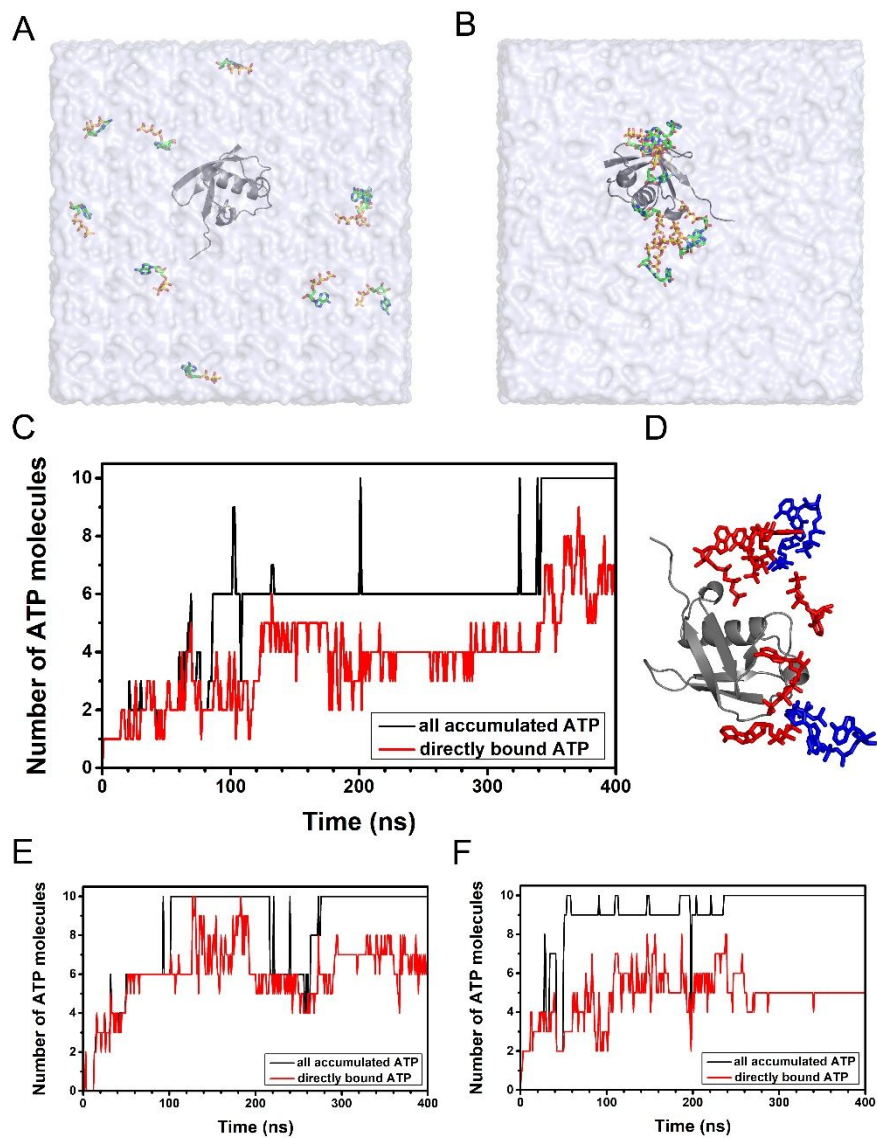 A
B
C
Number of ATP molecules
10
8
6
4
2
0
0
100
200
300
400
Time (ns)
all accumulated ATP
directly bound ATP
D
E
Number of ATP molecules
10
8
6
4
2
0
0
100
200
300
400
Time (ns)
all accumulated ATP
directly bound ATP
F
Number of ATP molecules
10
8
6
4
2
0
0
100
200
300
400
Time (ns)
all accumulated ATP
directly bound ATP